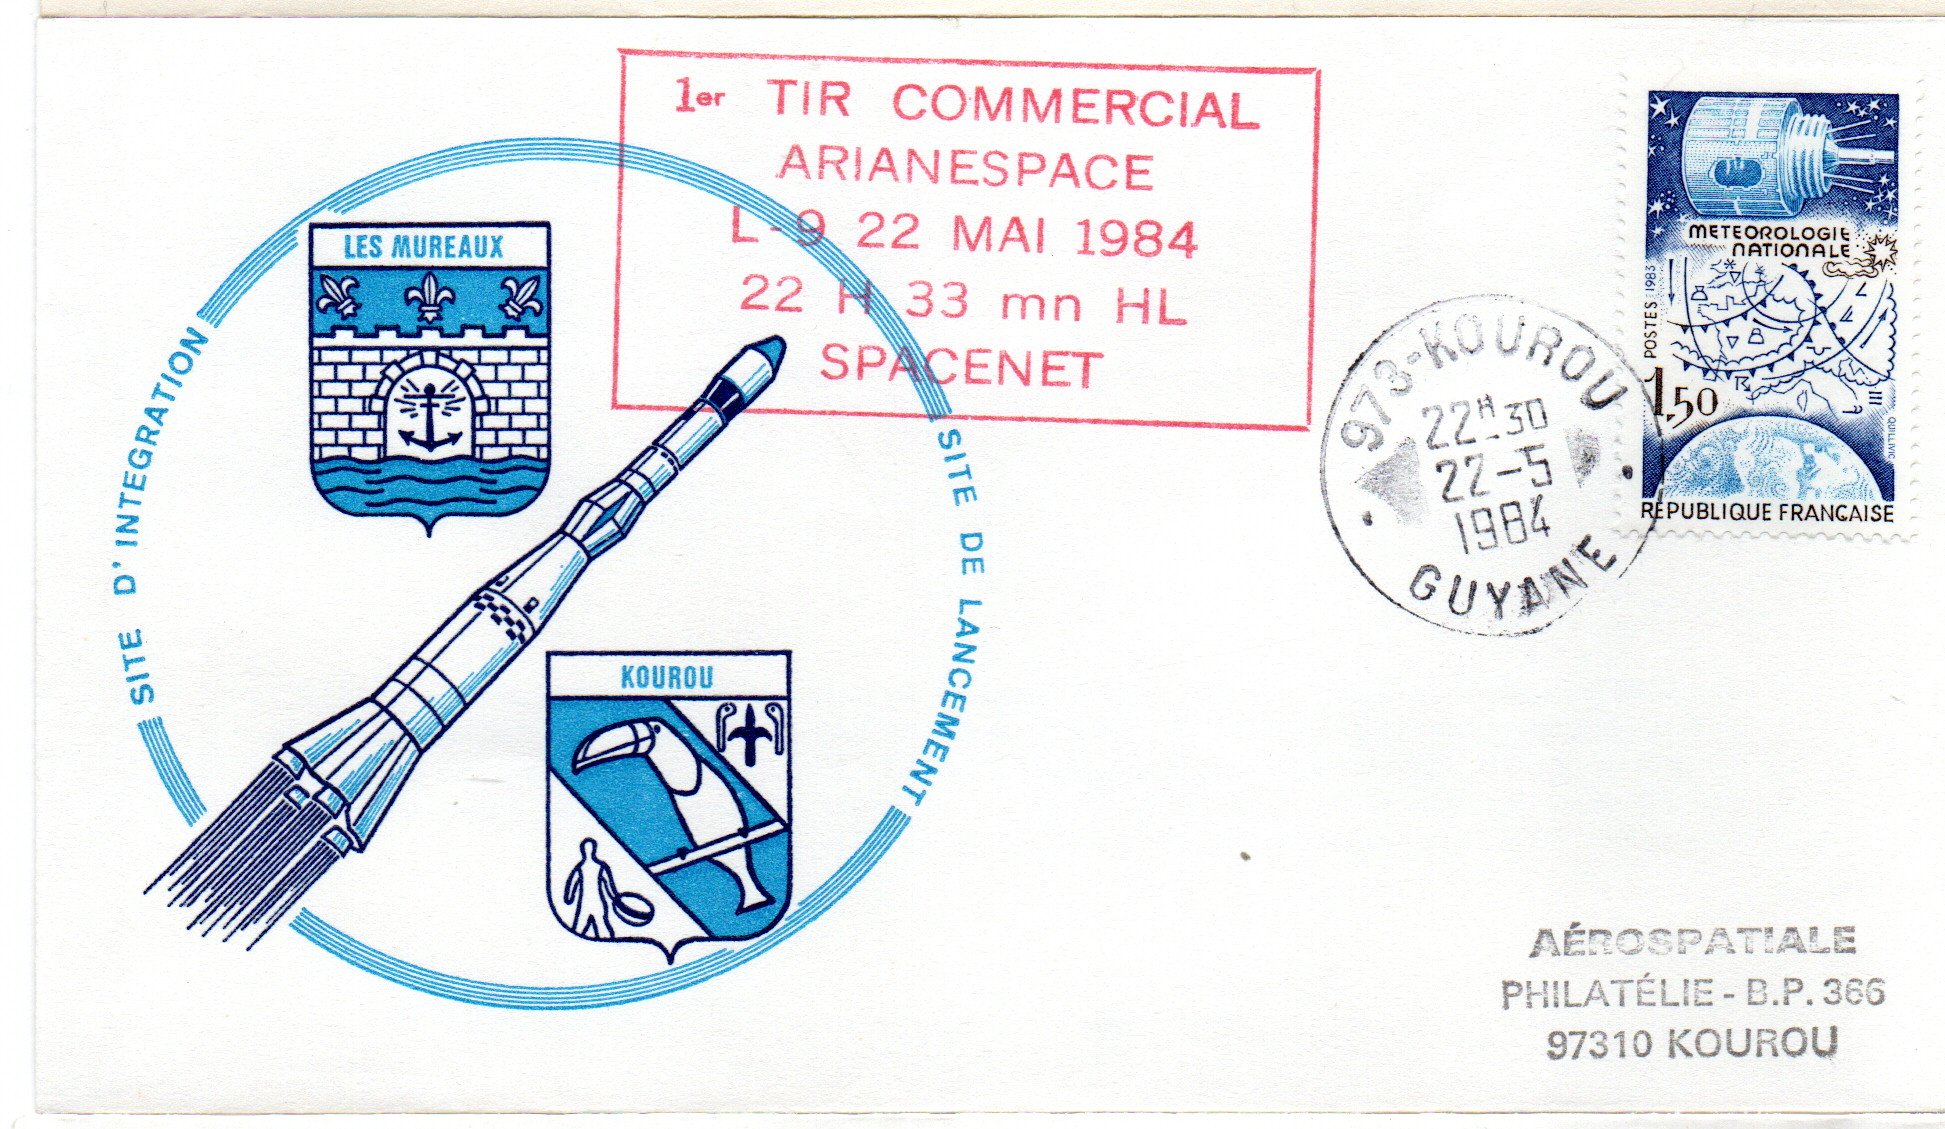 1er TIR COMMERCIAL
ARIANESPACE
L-9 22 MAI 1984
22 H 33 mn HL
SPACENET
LES MUREAUX
SITE D'INTEGRATION
SITE DE LANCEMENT
KOUROU
METEOROLOGIE
NATIONALE
POSTES 1983
1,50
QUILLIVIC
REPUBLIQUE FRANÇAISE
973-KOUROU
22H30
22-5
1984
GUYANE
AÉROSPATIALE
PHILATÉLIE - B.P. 366
97310 KOUROU